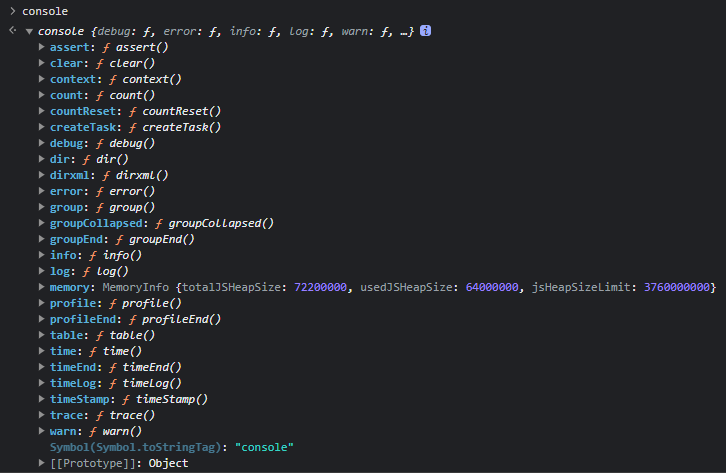 > console
console {debug: ƒ, error: ƒ, info: ƒ, log: ƒ, warn: ƒ, …} i
assert: ƒ assert()
clear: ƒ clear()
context: ƒ context()
count: ƒ count()
countReset: ƒ countReset()
createTask: ƒ createTask()
debug: ƒ debug()
dir: ƒ dir()
dirxml: ƒ dirxml()
error: ƒ error()
group: ƒ group()
groupCollapsed: ƒ groupCollapsed()
groupEnd: ƒ groupEnd()
info: ƒ info()
log: ƒ log()
memory: MemoryInfo {totalJSHeapSize: 72200000, usedJSHeapSize: 64000000, jsHeapSizeLimit: 3760000000}
profile: ƒ profile()
profileEnd: ƒ profileEnd()
table: ƒ table()
time: ƒ time()
timeEnd: ƒ timeEnd()
timeLog: ƒ timeLog()
timeStamp: ƒ timeStamp()
trace: ƒ trace()
warn: ƒ warn()
Symbol(Symbol.toStringTag): "console"
[[Prototype]]: Object